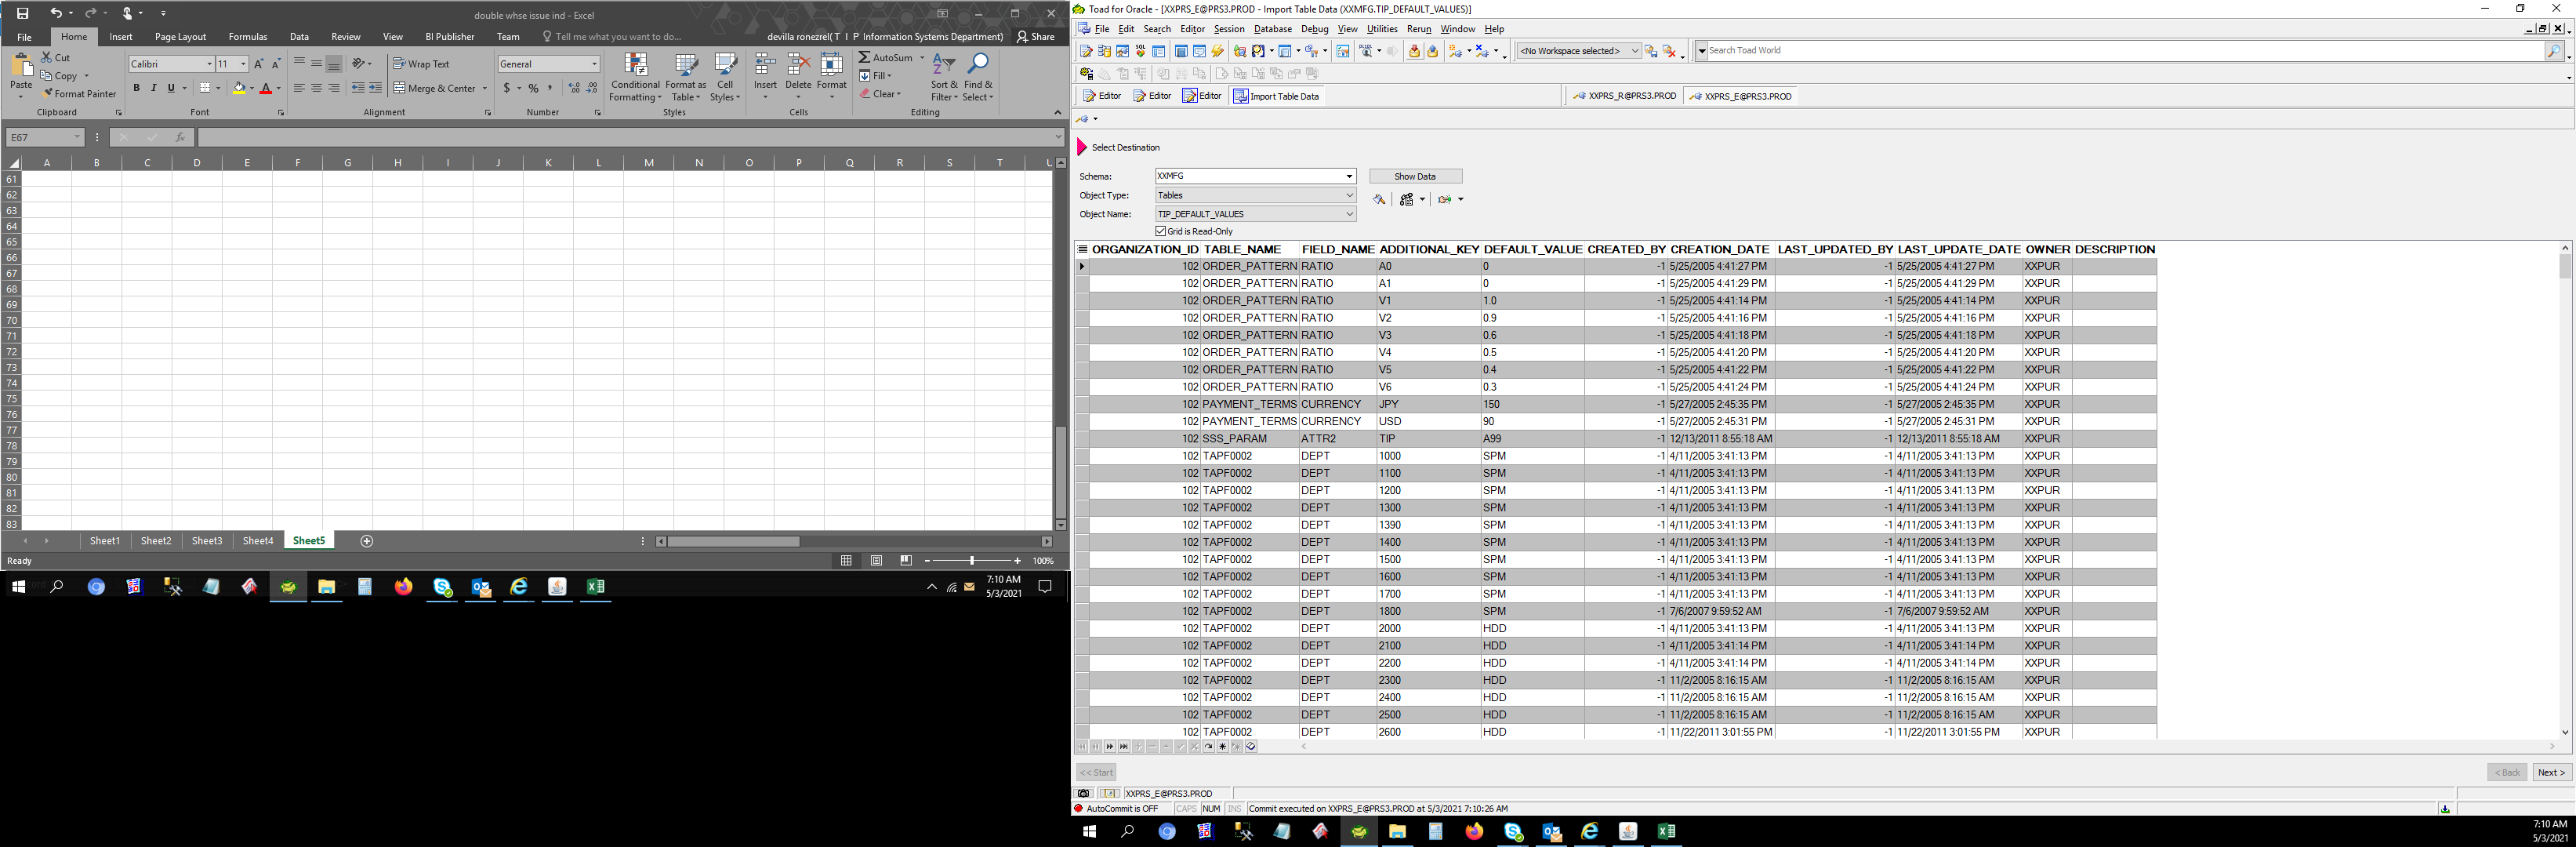 double whse issue ind - Excel
File Home Insert Page Layout Formulas Data Review View BI Publisher Team Tell me what you want to do... devilla ronezrel( T I P Information Systems Department) Share
Paste Cut Copy Format Painter Clipboard
Calibri 11 B I U Font
Wrap Text Merge & Center Alignment
General $ % Number
Conditional Formatting Format as Table Cell Styles Styles
Insert Delete Format Cells
AutoSum Fill Clear Sort & Filter Find & Select Editing
E67 fx
A B C D E F G H I J K L M N O P Q R S T U
61
62
63
64
65
66
67
68
69
70
71
72
73
74
75
76
77
78
79
80
81
82
83
Sheet1 Sheet2 Sheet3 Sheet4 Sheet5
Ready 100%
7:10 AM
5/3/2021
Toad for Oracle - [XXPRS_E@PRS3.PROD - Import Table Data (XXMFG.TIP_DEFAULT_VALUES)]
File Edit Search Editor Session Database Debug View Utilities Rerun Window Help
<No Workspace selected> Search Toad World
Editor Editor Editor Import Table Data XXPRS_R@PRS3.PROD XXPRS_E@PRS3.PROD
Select Destination
Schema: XXMFG Show Data
Object Type: Tables
Object Name: TIP_DEFAULT_VALUES
Grid is Read-Only
ORGANIZATION_ID TABLE_NAME FIELD_NAME ADDITIONAL_KEY DEFAULT_VALUE CREATED_BY CREATION_DATE LAST_UPDATED_BY LAST_UPDATE_DATE OWNER DESCRIPTION
102 ORDER_PATTERN RATIO A0 0 -1 5/25/2005 4:41:27 PM -1 5/25/2005 4:41:27 PM XXPUR
102 ORDER_PATTERN RATIO A1 0 -1 5/25/2005 4:41:29 PM -1 5/25/2005 4:41:29 PM XXPUR
102 ORDER_PATTERN RATIO V1 1.0 -1 5/25/2005 4:41:14 PM -1 5/25/2005 4:41:14 PM XXPUR
102 ORDER_PATTERN RATIO V2 0.9 -1 5/25/2005 4:41:16 PM -1 5/25/2005 4:41:16 PM XXPUR
102 ORDER_PATTERN RATIO V3 0.6 -1 5/25/2005 4:41:18 PM -1 5/25/2005 4:41:18 PM XXPUR
102 ORDER_PATTERN RATIO V4 0.5 -1 5/25/2005 4:41:20 PM -1 5/25/2005 4:41:20 PM XXPUR
102 ORDER_PATTERN RATIO V5 0.4 -1 5/25/2005 4:41:22 PM -1 5/25/2005 4:41:22 PM XXPUR
102 ORDER_PATTERN RATIO V6 0.3 -1 5/25/2005 4:41:24 PM -1 5/25/2005 4:41:24 PM XXPUR
102 PAYMENT_TERMS CURRENCY JPY 150 -1 5/27/2005 2:45:35 PM -1 5/27/2005 2:45:35 PM XXPUR
102 PAYMENT_TERMS CURRENCY USD 90 -1 5/27/2005 2:45:31 PM -1 5/27/2005 2:45:31 PM XXPUR
102 SSS_PARAM ATTR2 TIP A99 -1 12/13/2011 8:55:18 AM -1 12/13/2011 8:55:18 AM XXPUR
102 TAPF0002 DEPT 1000 SPM -1 4/11/2005 3:41:13 PM -1 4/11/2005 3:41:13 PM XXPUR
102 TAPF0002 DEPT 1100 SPM -1 4/11/2005 3:41:13 PM -1 4/11/2005 3:41:13 PM XXPUR
102 TAPF0002 DEPT 1200 SPM -1 4/11/2005 3:41:13 PM -1 4/11/2005 3:41:13 PM XXPUR
102 TAPF0002 DEPT 1300 SPM -1 4/11/2005 3:41:13 PM -1 4/11/2005 3:41:13 PM XXPUR
102 TAPF0002 DEPT 1390 SPM -1 4/11/2005 3:41:13 PM -1 4/11/2005 3:41:13 PM XXPUR
102 TAPF0002 DEPT 1400 SPM -1 4/11/2005 3:41:13 PM -1 4/11/2005 3:41:13 PM XXPUR
102 TAPF0002 DEPT 1500 SPM -1 4/11/2005 3:41:13 PM -1 4/11/2005 3:41:13 PM XXPUR
102 TAPF0002 DEPT 1600 SPM -1 4/11/2005 3:41:13 PM -1 4/11/2005 3:41:13 PM XXPUR
102 TAPF0002 DEPT 1700 SPM -1 4/11/2005 3:41:13 PM -1 4/11/2005 3:41:13 PM XXPUR
102 TAPF0002 DEPT 1800 SPM -1 7/6/2007 9:59:52 AM -1 7/6/2007 9:59:52 AM XXPUR
102 TAPF0002 DEPT 2000 HDD -1 4/11/2005 3:41:13 PM -1 4/11/2005 3:41:13 PM XXPUR
102 TAPF0002 DEPT 2100 HDD -1 4/11/2005 3:41:14 PM -1 4/11/2005 3:41:14 PM XXPUR
102 TAPF0002 DEPT 2200 HDD -1 4/11/2005 3:41:14 PM -1 4/11/2005 3:41:14 PM XXPUR
102 TAPF0002 DEPT 2300 HDD -1 11/2/2005 8:16:15 AM -1 11/2/2005 8:16:15 AM XXPUR
102 TAPF0002 DEPT 2400 HDD -1 11/2/2005 8:16:15 AM -1 11/2/2005 8:16:15 AM XXPUR
102 TAPF0002 DEPT 2500 HDD -1 11/2/2005 8:16:15 AM -1 11/2/2005 8:16:15 AM XXPUR
102 TAPF0002 DEPT 2600 HDD -1 11/22/2011 3:01:55 PM -1 11/22/2011 3:01:55 PM XXPUR
<< Start < Back Next >
XXPRS_E@PRS3.PROD
AutoCommit is OFF CAPS NUM INS Commit executed on XXPRS_E@PRS3.PROD at 5/3/2021 7:10:26 AM
7:10 AM
5/3/2021